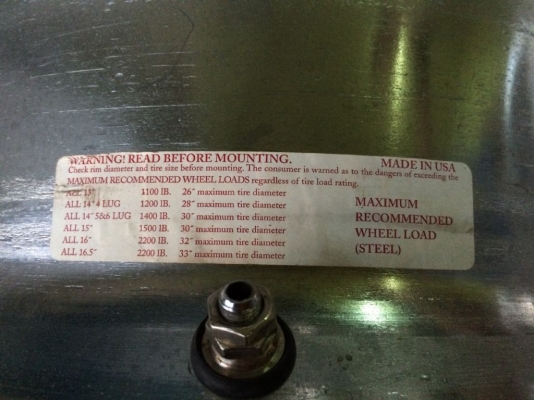 WARNING! READ BEFORE MOUNTING. MADE IN USA
Check rim diameter and tire size before mounting. The consumer is warned as to the dangers of exceeding the
MAXIMUM RECOMMENDED WHEEL LOADS regardless of tire load rating.
ALL 13" 1100 lB. 26" maximum tire diameter
ALL 14" 4 LUG 1200 lB. 28" maximum tire diameter
ALL 14" 5&6 LUG 1400 lB. 30" maximum tire diameter
ALL 15" 1500 lB. 30" maximum tire diameter
ALL 16" 2200 lB. 32" maximum tire diameter
ALL 16.5" 2200 lB. 33" maximum tire diameter
MAXIMUM
RECOMMENDED
WHEEL LOAD
(STEEL)